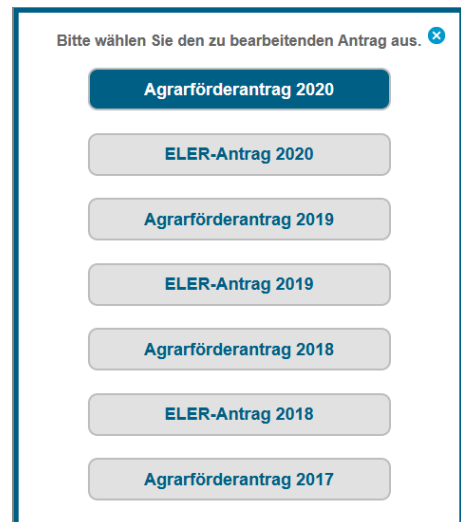 Bitte wählen Sie den zu bearbeitenden Antrag aus.
Agrarförderantrag 2020
ELER-Antrag 2020
Agrarförderantrag 2019
ELER-Antrag 2019
Agrarförderantrag 2018
ELER-Antrag 2018
Agrarförderantrag 2017